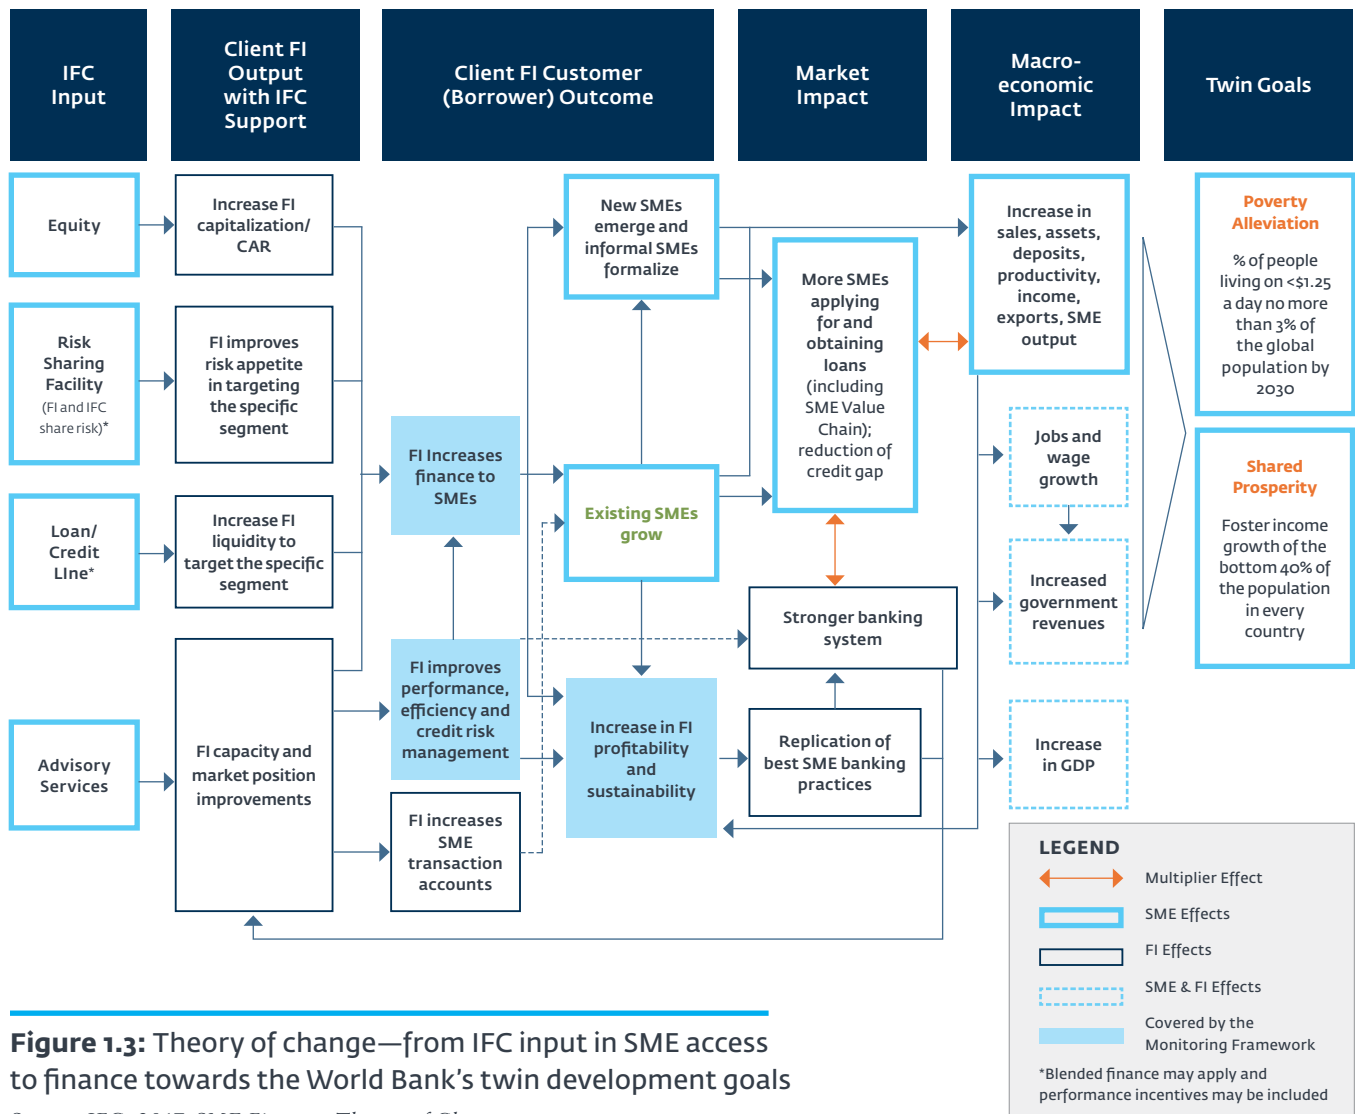 IFC
Input
Client FI
Output
with IFC
Support
Client FI Customer
(Borrower) Outcome
Market
Impact
Macro-
economic
Impact
Twin Goals
Equity
Risk
Sharing
Facility
(FI and IFC
share risk)*
Loan/
Credit
LIne*
Advisory
Services
Increase FI
capitalization/
CAR
FI improves
risk appetite
in targeting
the specific
segment
Increase FI
liquidity to
target the specific
segment
FI capacity and
market position
improvements
FI Increases
finance to
SMEs
FI improves
performance,
efficiency and
credit risk
management
FI increases
SME
transaction
accounts
New SMEs
emerge and
informal SMEs
formalize
Existing SMEs
grow
Increase in FI
profitability
and
sustainability
More SMEs
applying
for and
obtaining
loans
(including
SME Value
Chain);
reduction of
credit gap
Stronger banking
system
Replication of
best SME banking
practices
Increase in
sales, assets,
deposits,
productivity,
income,
exports, SME
output
Jobs and
wage
growth
Increased
government
revenues
Increase
in GDP
Poverty
Alleviation
% of people
living on <$1.25
a day no more
than 3% of
the global
population by
2030
Shared
Prosperity
Foster income
growth of the
bottom 40% of
the population
in every
country
LEGEND
Multiplier Effect
SME Effects
FI Effects
SME & FI Effects
Covered by the
Monitoring Framework
*Blended finance may apply and
performance incentives may be included
Figure 1.3: Theory of change—from IFC input in SME access
to finance towards the World Bank's twin development goals